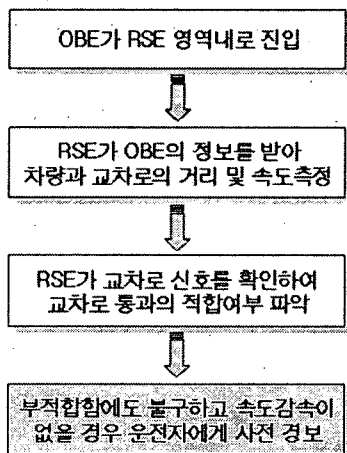 OBE가 RSE 영역내로 진입
RSE가 OBE의 정보를 받아
차량과 교차로의 거리 및 속도측정
RSE가 교차로 신호를 확인하여
교차로 통과의 적합여부 파악
부적합함에도 불구하고 속도감속이
없을 경우 운전자에게 사전 경보